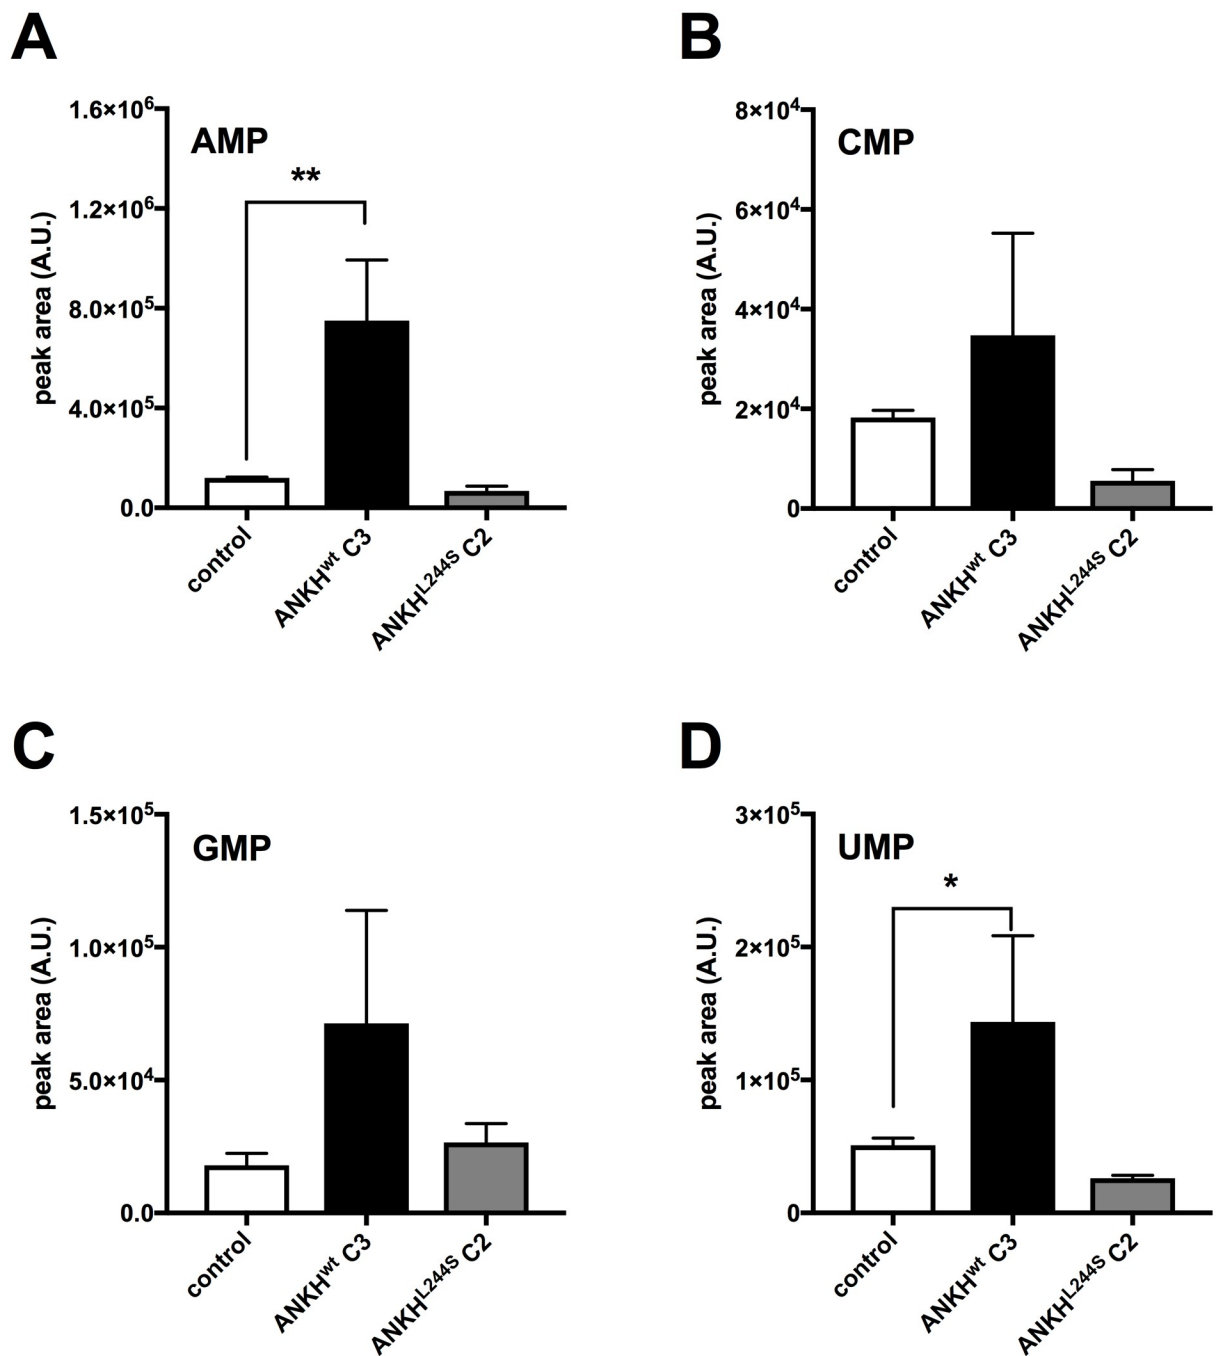 A
AMP
**
peak area (A.U.)
1.6×10⁶
1.2×10⁶
8.0×10⁵
4.0×10⁵
0.0
control
ANKHʷᵗ C3
ANKHᴸ²⁴⁴ˢ C2
B
CMP
peak area (A.U.)
8×10⁴
6×10⁴
4×10⁴
2×10⁴
0
control
ANKHʷᵗ C3
ANKHᴸ²⁴⁴ˢ C2
C
GMP
peak area (A.U.)
1.5×10⁵
1.0×10⁵
5.0×10⁴
0.0
control
ANKHʷᵗ C3
ANKHᴸ²⁴⁴ˢ C2
D
UMP
*
peak area (A.U.)
3×10⁵
2×10⁵
1×10⁵
0
control
ANKHʷᵗ C3
ANKHᴸ²⁴⁴ˢ C2